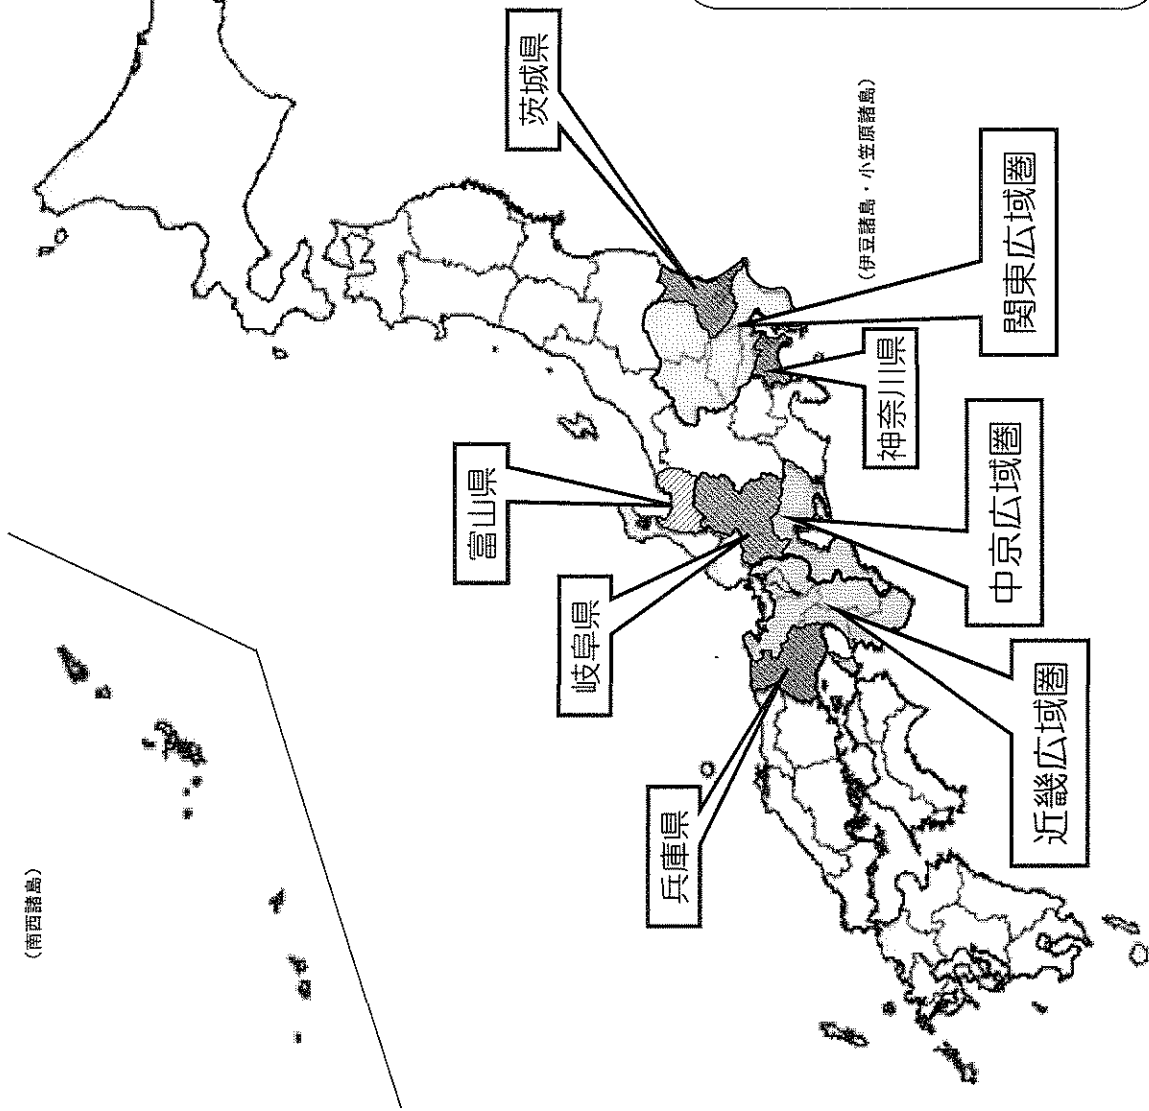 (南西諸島)
富山県
茨城県
岐阜県
兵庫県
(伊豆諸島・小笠原諸島)
神奈川県
関東広域圏
中京広域圏
近畿広域圏